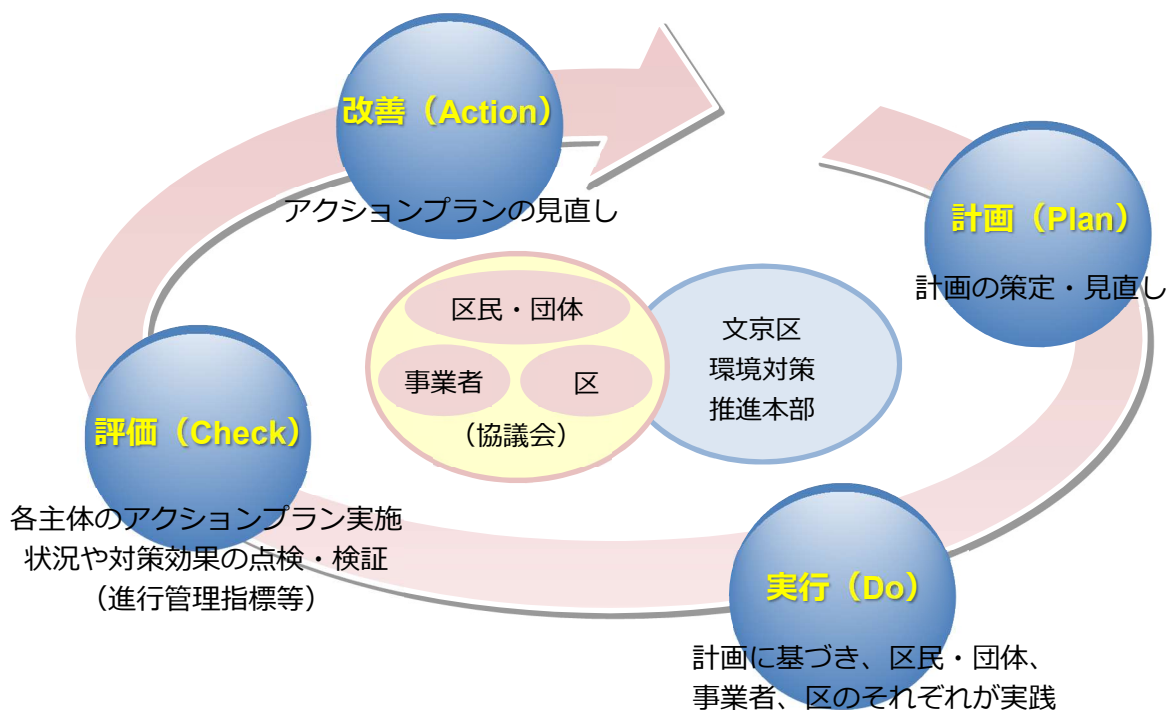 改善（Action）
アクションプランの見直し
計画（Plan）
計画の策定・見直し
区民・団体
事業者
区
（協議会）
文京区
環境対策
推進本部
評価（Check）
各主体のアクションプラン実施
状況や対策効果の点検・検証
（進行管理指標等）
実行（Do）
計画に基づき、区民・団体、
事業者、区のそれぞれが実践